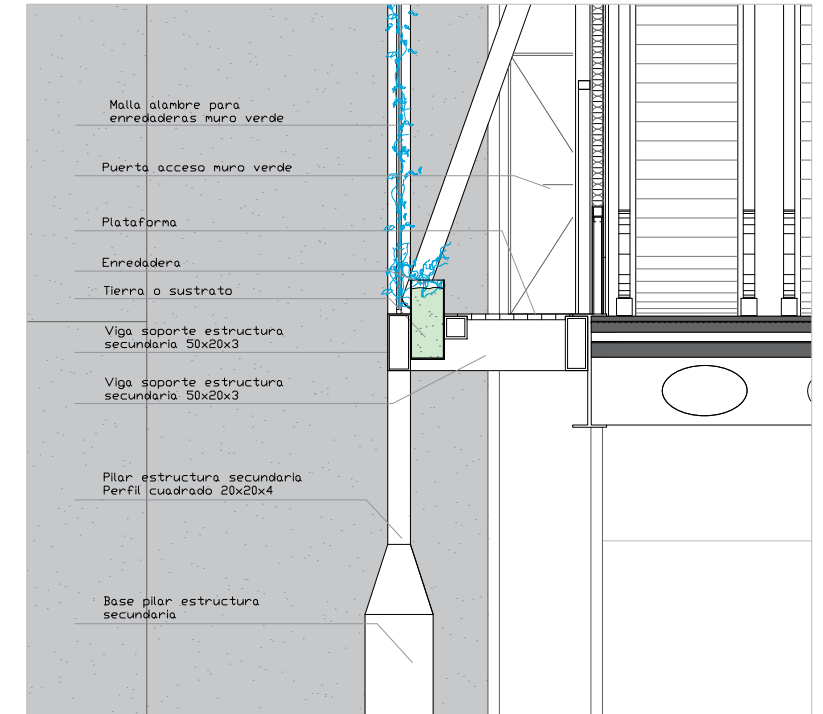 Malla alambre para
enredaderas muro verde
Puerta acceso muro verde
Plataforma
Enredadera
Tierra o sustrato
Viga soporte estructura
secundaria 50x20x3
Viga soporte estructura
secundaria 50x20x3
Pilar estructura secundaria
Perfil cuadrado 20x20x4
Base pilar estructura
secundaria